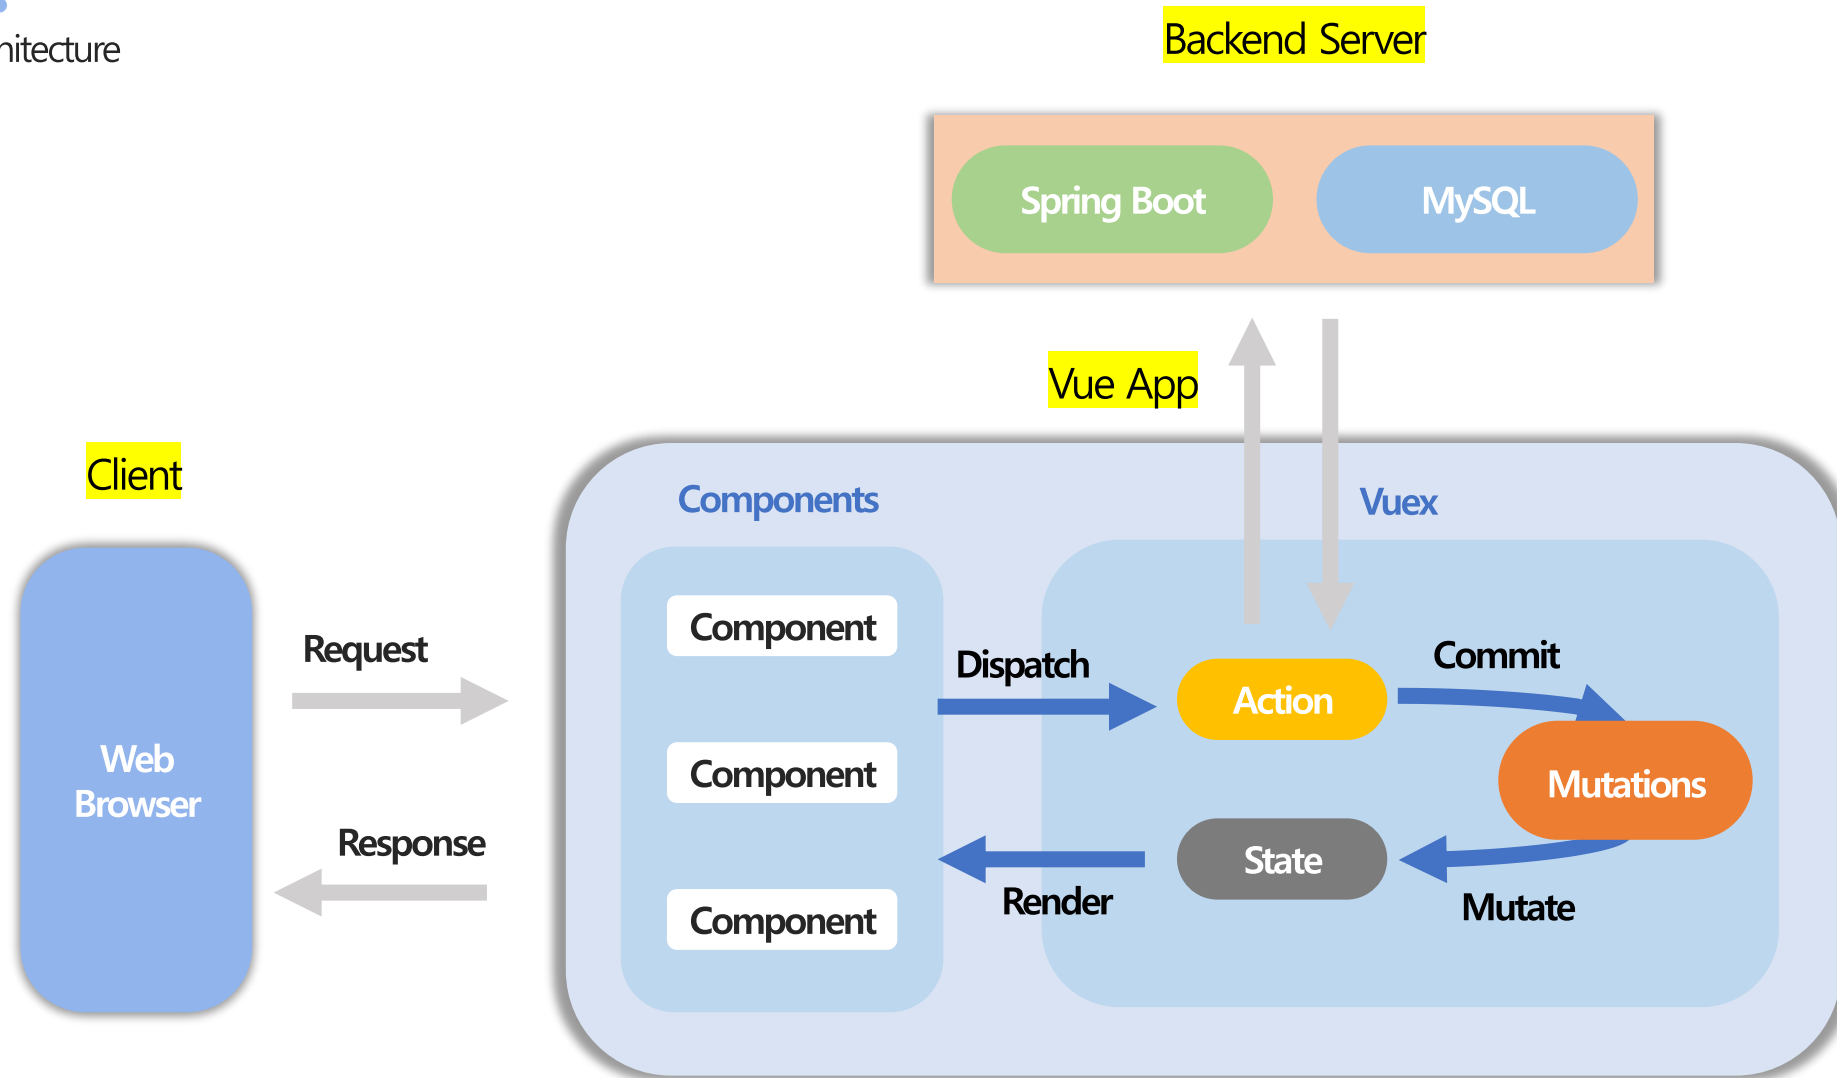 hitecture
Backend Server
Spring Boot
MySQL
Vue App
Client
Components
Vuex
Component
Request
Dispatch
Action
Commit
Web
Browser
Component
Mutations
Response
State
Render
Mutate
Component